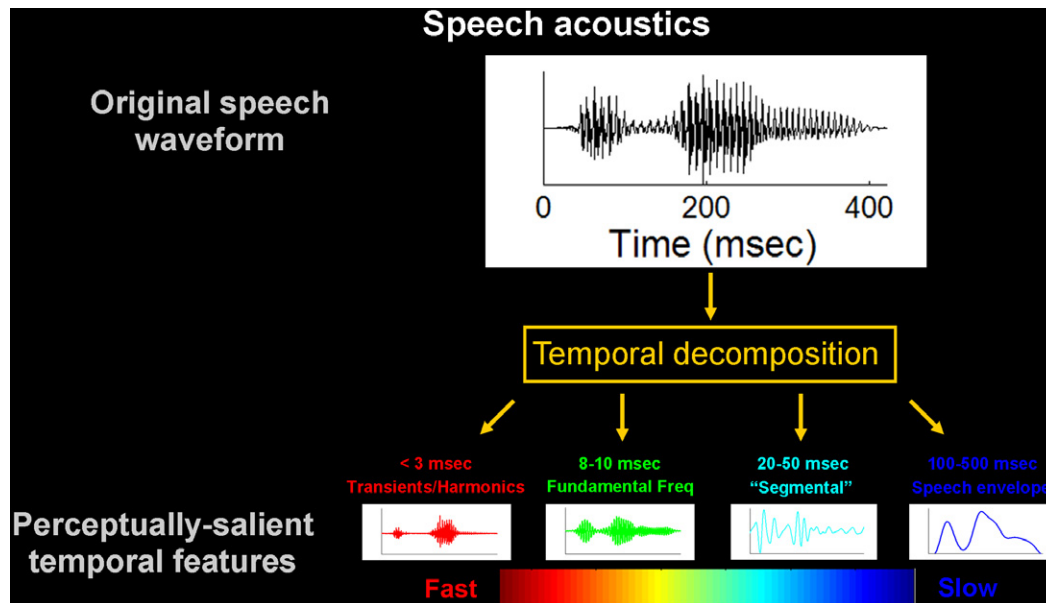 Speech acoustics
Original speech
waveform
0 200 400
Time (msec)
Temporal decomposition
< 3 msec
Transients/Harmonics
8-10 msec
Fundamental Freq
20-50 msec
“Segmental”
100-500 msec
Speech envelope
Perceptually-salient
temporal features
Fast
Slow